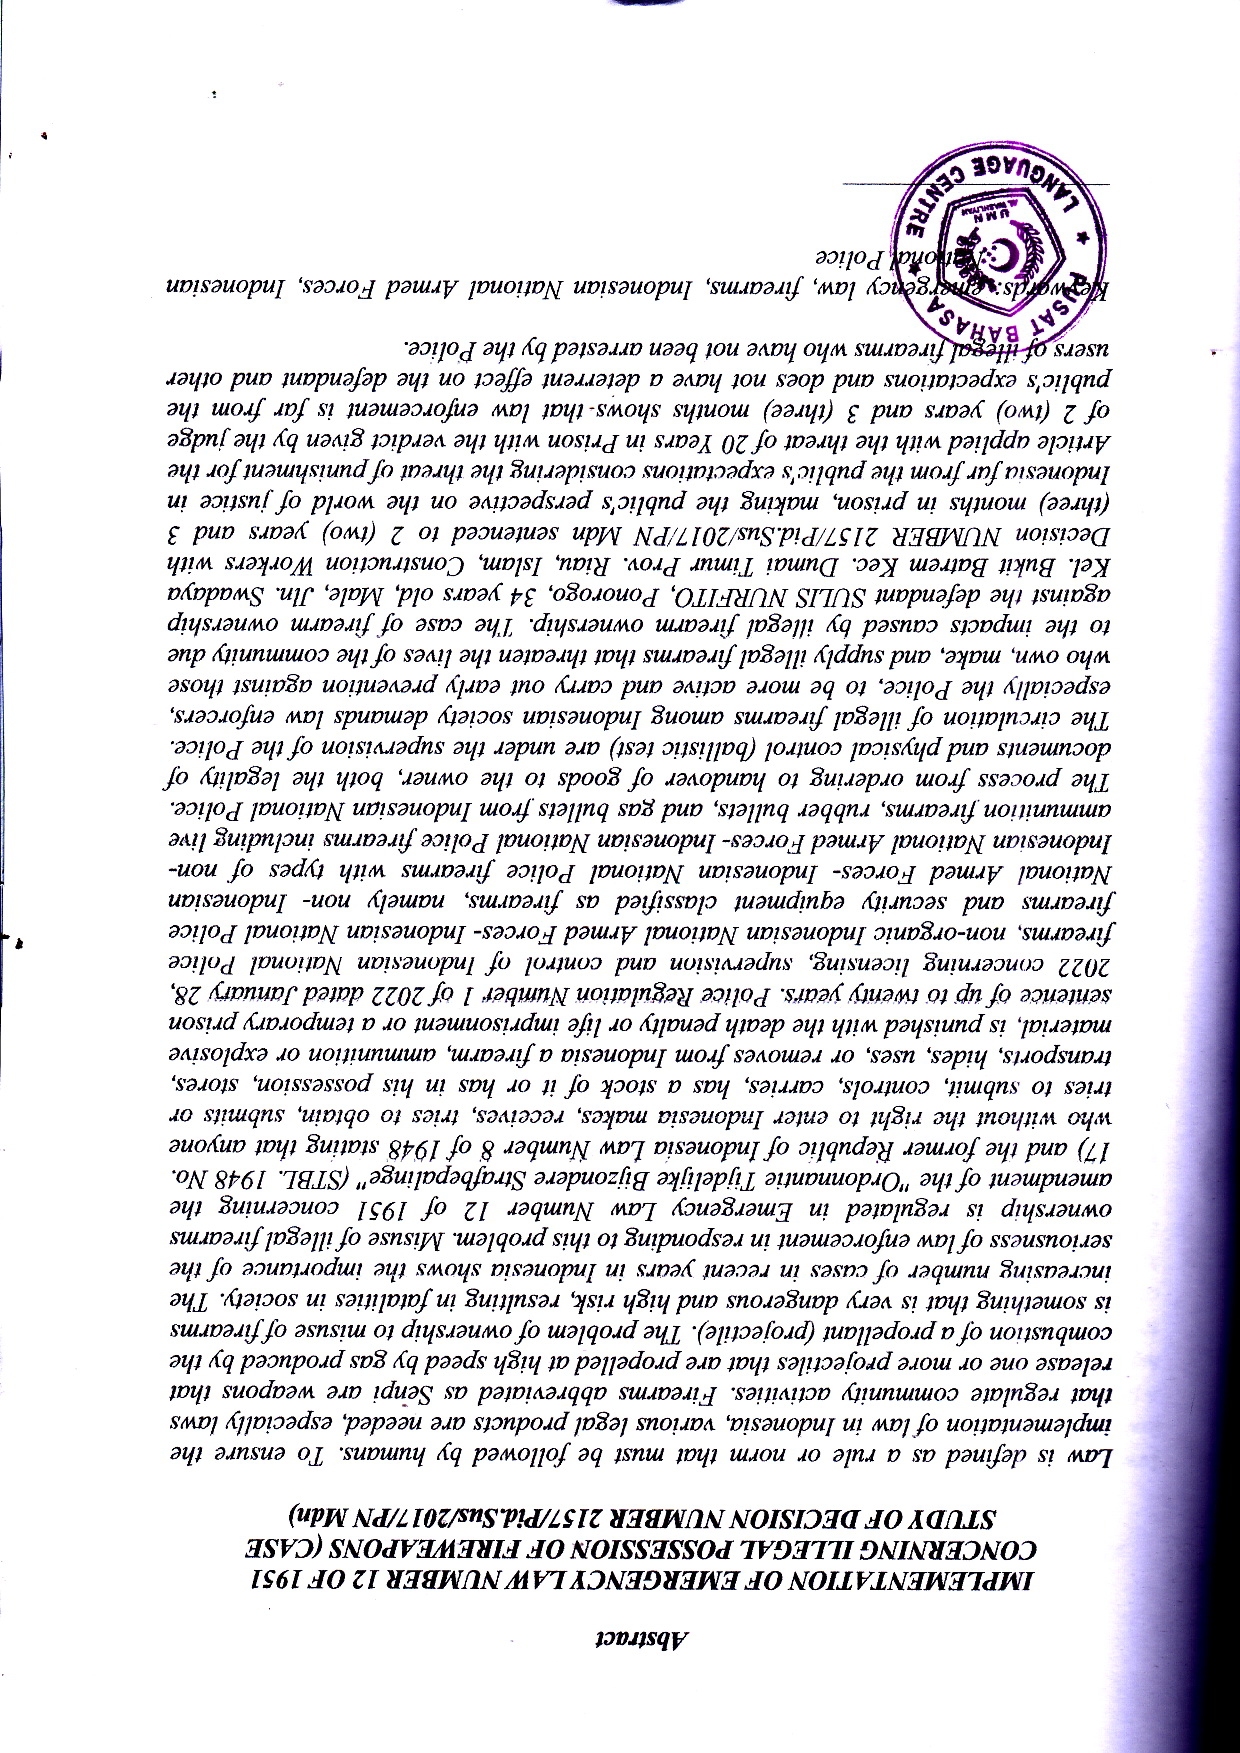 Abstract
IMPLEMENTATION OF EMERGENCY LAW NUMBER 12 OF 1951
CONCERNING ILLEGAL POSSESSION OF FIREWEAPONS (CASE
STUDY OF DECISION NUMBER 2157/Pid.Sus/2017/PN Mdn)
Law is defined as a rule or norm that must be followed by humans. To ensure the
implementation of law in Indonesia, various legal products are needed, especially laws
that regulate community activities. Firearms abbreviated as Senpi are weapons that
release one or more projectiles that are propelled at high speed by gas produced by the
combustion of a propellant (projectile). The problem of ownership to misuse of firearms
is something that is very dangerous and high risk, resulting in fatalities in society. The
increasing number of cases in recent years in Indonesia shows the importance of the
seriousness of law enforcement in responding to this problem. Misuse of illegal firearms
ownership is regulated in Emergency Law Number 12 of 1951 concerning the
amendment of the "Ordonnantie Tijdelijke Bijzondere Strafbepalinge" (STBL. 1948 No.
17) and the former Republic of Indonesia Law Number 8 of 1948 stating that anyone
who without the right to enter Indonesia makes, receives, tries to obtain, submits or
tries to submit, controls, carries, has a stock of it or has in his possession, stores,
transports, hides, uses, or removes from Indonesia a firearm, ammunition or explosive
material, is punished with the death penalty or life imprisonment or a temporary prison
sentence of up to twenty years. Police Regulation Number 1 of 2022 dated January 28,
2022 concerning licensing, supervision and control of Indonesian National Police
firearms, non-organic Indonesian National Armed Forces- Indonesian National Police
firearms and security equipment classified as firearms, namely non- Indonesian
National Armed Forces- Indonesian National Police firearms with types of non-
Indonesian National Armed Forces- Indonesian National Police firearms including live
ammunition firearms, rubber bullets, and gas bullets from Indonesian National Police.
The process from ordering to handover of goods to the owner, both the legality of
documents and physical control (ballistic test) are under the supervision of the Police.
The circulation of illegal firearms among Indonesian society demands law enforcers,
especially the Police, to be more active and carry out early prevention against those
who own, make, and supply illegal firearms that threaten the lives of the community due
to the impacts caused by illegal firearm ownership. The case of firearm ownership
against the defendant SULIS NURFITO, Ponorogo, 34 years old, Male, Jln. Swadaya
Kel. Bukit Batrem Kec. Dumai Timur Prov. Riau, Islam, Construction Workers with
Decision NUMBER 2157/Pid.Sus/2017/PN Mdn sentenced to 2 (two) years and 3
(three) months in prison, making the public's perspective on the world of justice in
Indonesia far from the public's expectations considering the threat of punishment for the
Article applied with the threat of 20 Years in Prison with the verdict given by the judge
of 2 (two) years and 3 (three) months shows that law enforcement is far from the
public's expectations and does not have a deterrent effect on the defendant and other
users of illegal firearms who have not been arrested by the Police.
Keywords: emergency law, firearms, Indonesian National Armed Forces, Indonesian
National Police
PUSAT BAHASA
UMN
AL WASHLIYAH
LANGUAGE CENTRE